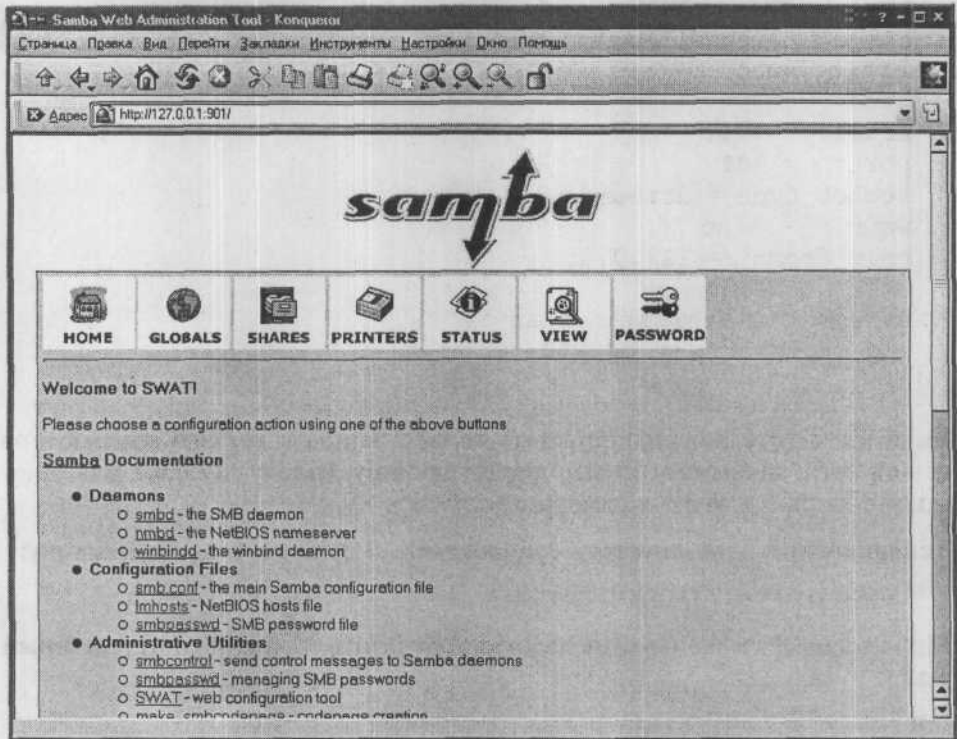 Samba Web Administration Tool - Konqueror
Страница Правка Вид Перейти Закладки Инструменты Настройки Окно Помощь
Адрес http://127.0.0.1:901/
samba
HOME GLOBALS SHARES PRINTERS STATUS VIEW PASSWORD
Welcome to SWAT!
Please choose a configuration action using one of the above buttons
Samba Documentation
• Daemons
○ smbd - the SMB daemon
○ nmbd - the NetBIOS nameserver
○ winbindd - the winbind daemon
• Configuration Files
○ smb.conf - the main Samba configuration file
○ lmhosts - NetBIOS hosts file
○ smbpasswd - SMB password file
• Administrative Utilities
○ smbcontrol - send control messages to Samba daemons
○ smbpasswd - managing SMB passwords
○ SWAT - web configuration tool
○ make_smbcodepage - codepage creation